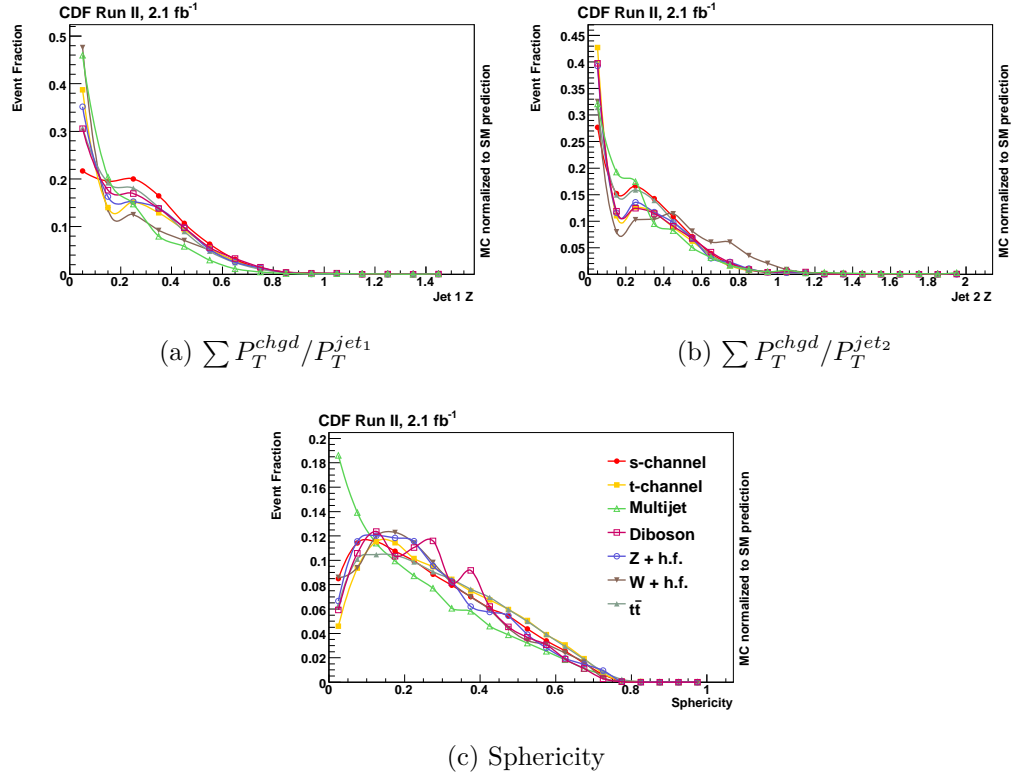 CDF Run II, 2.1 fb⁻¹
Event Fraction
0.5
0.4
0.3
0.2
0.1
0
0 0.2 0.4 0.6 0.8 1 1.2 1.4
Jet 1 Z
MC normalized to SM prediction
(a) ∑ P_T^{chgd}/P_T^{jet_1}
CDF Run II, 2.1 fb⁻¹
Event Fraction
0.45
0.4
0.35
0.3
0.25
0.2
0.15
0.1
0.05
0
0 0.2 0.4 0.6 0.8 1 1.2 1.4 1.6 1.8 2
Jet 2 Z
MC normalized to SM prediction
(b) ∑ P_T^{chgd}/P_T^{jet_2}
CDF Run II, 2.1 fb⁻¹
Event Fraction
0.2
0.18
0.16
0.14
0.12
0.1
0.08
0.06
0.04
0.02
0
0 0.2 0.4 0.6 0.8 1
Sphericity
MC normalized to SM prediction
s-channel
t-channel
Multijet
Diboson
Z + h.f.
W + h.f.
tt̄
(c) Sphericity